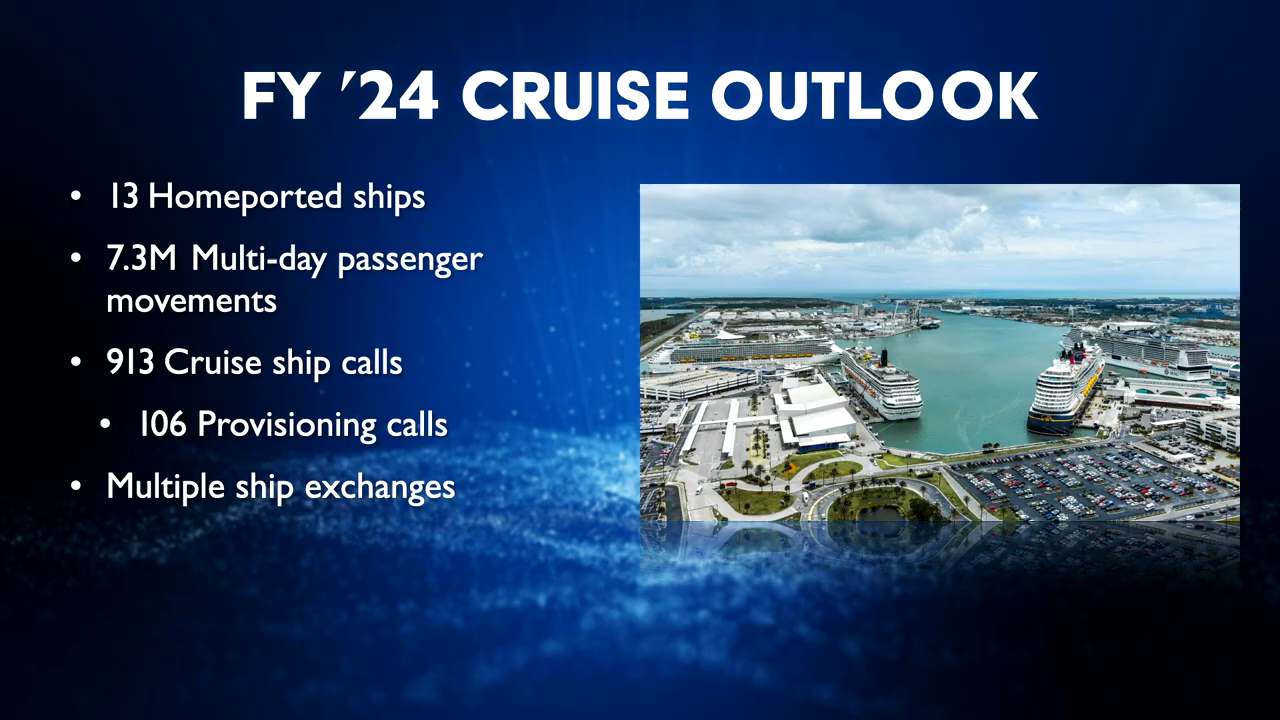 FY '24 CRUISE OUTLOOK
• 13 Homeported ships
• 7.3M Multi-day passenger
movements
• 913 Cruise ship calls
• 106 Provisioning calls
• Multiple ship exchanges